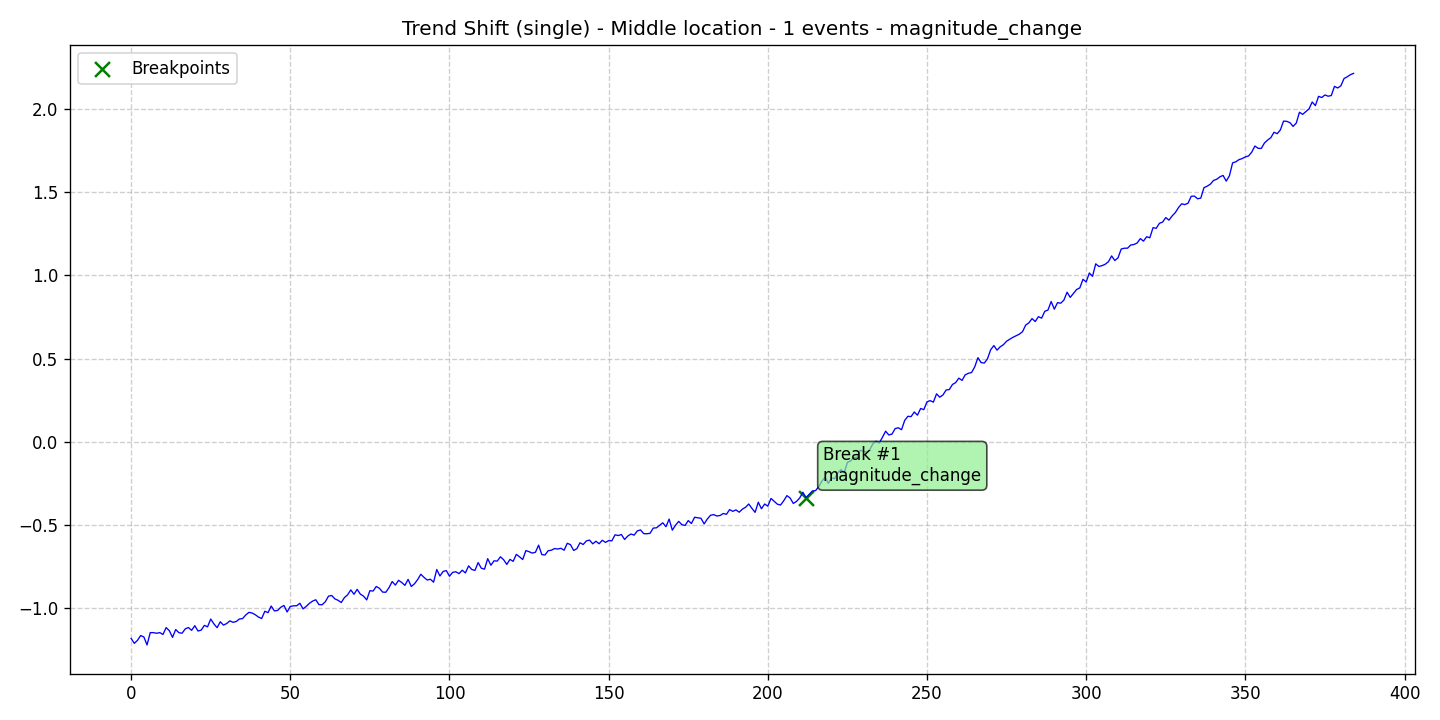 Trend Shift (single) - Middle location - 1 events - magnitude_change
Breakpoints
2.0
1.5
1.0
0.5
0.0
−0.5
−1.0
Break #1
magnitude_change
0 50 100 150 200 250 300 350 400